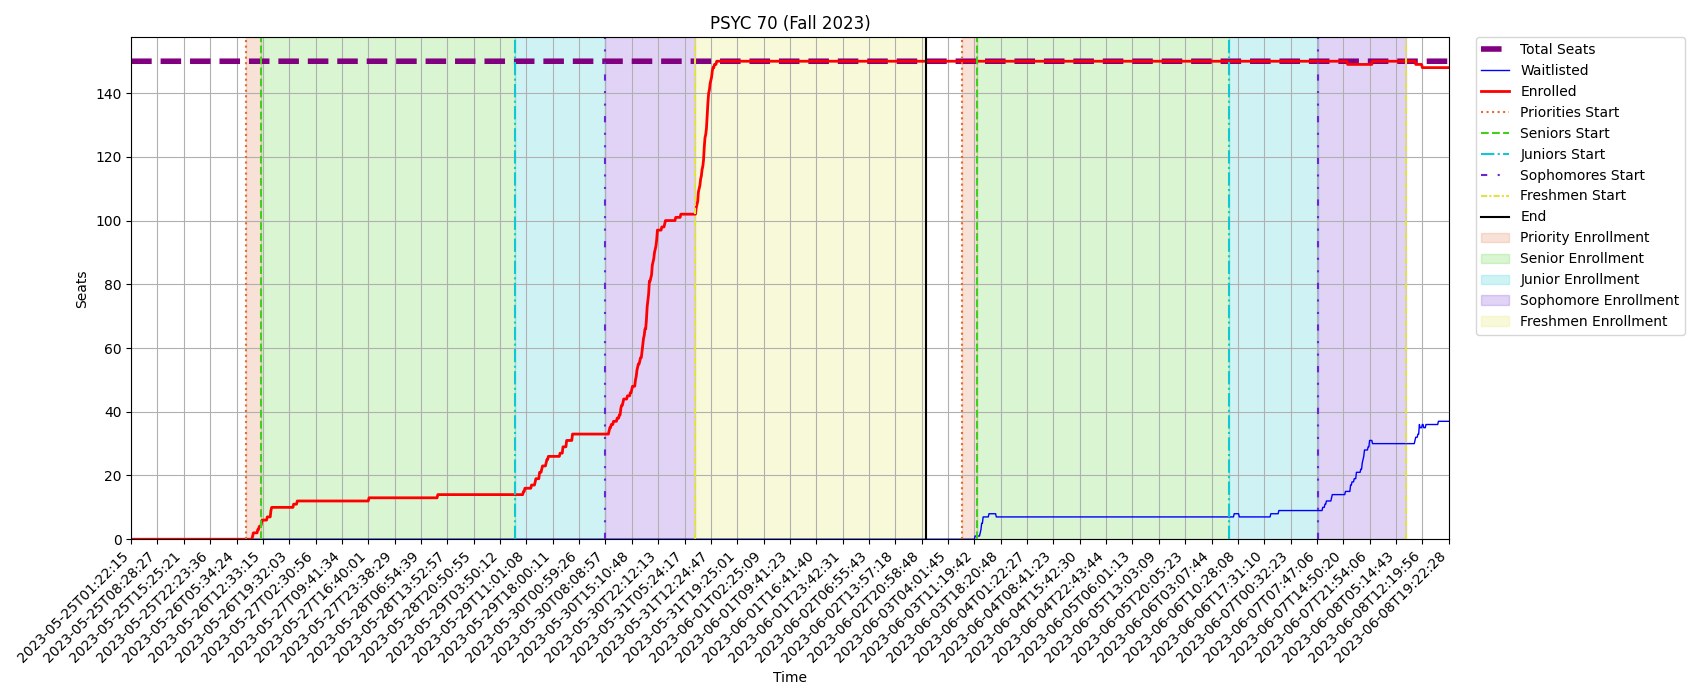 PSYC 70 (Fall 2023)
Total Seats
Waitlisted
Enrolled
Priorities Start
Seniors Start
Juniors Start
Sophomores Start
Freshmen Start
End
Priority Enrollment
Senior Enrollment
Junior Enrollment
Sophomore Enrollment
Freshmen Enrollment
Seats
140
120
100
80
60
40
20
0
2023-05-25T01:22:15
2023-05-25T08:28:27
2023-05-25T15:25:21
2023-05-25T22:23:36
2023-05-26T05:34:24
2023-05-26T12:33:15
2023-05-26T19:32:03
2023-05-27T02:30:56
2023-05-27T09:41:34
2023-05-27T16:40:01
2023-05-27T23:38:29
2023-05-28T06:54:39
2023-05-28T13:52:57
2023-05-28T20:50:55
2023-05-29T03:50:12
2023-05-29T11:01:08
2023-05-29T18:00:11
2023-05-30T00:59:26
2023-05-30T08:08:57
2023-05-30T15:10:48
2023-05-30T22:12:13
2023-05-31T05:24:17
2023-05-31T12:24:47
2023-05-31T19:25:01
2023-06-01T02:25:09
2023-06-01T09:41:23
2023-06-01T16:41:40
2023-06-01T23:42:31
2023-06-02T06:55:43
2023-06-02T13:57:18
2023-06-02T20:58:48
2023-06-03T04:01:45
2023-06-03T11:19:42
2023-06-03T18:20:48
2023-06-04T01:22:27
2023-06-04T08:41:23
2023-06-04T15:42:30
2023-06-04T22:43:44
2023-06-05T06:01:13
2023-06-05T13:03:09
2023-06-05T20:05:23
2023-06-06T03:07:44
2023-06-06T10:28:08
2023-06-06T17:31:10
2023-06-07T00:32:23
2023-06-07T07:47:06
2023-06-07T14:50:20
2023-06-07T21:54:06
2023-06-08T05:14:43
2023-06-08T12:19:56
2023-06-08T19:22:28
Time